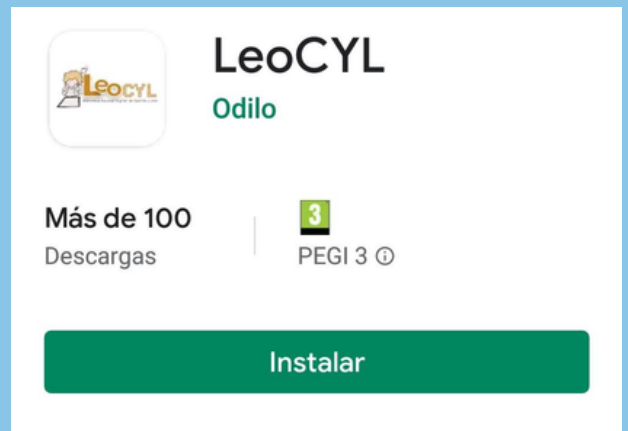 LeoCYL
Odilo
LEOCYL
Más de 100
Descargas
3
PEGI 3
Instalar